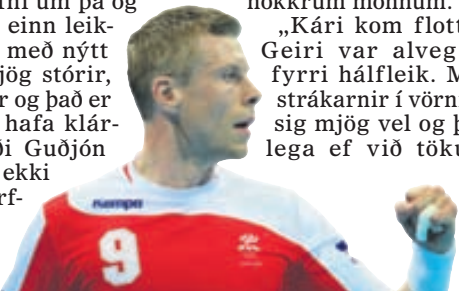 um þá og
einn leik-
með nýtt
jög stórir,
r og það er
hafa klár-
ði Guðjón
ekki
rf-
nokkrum mönnum.
„Kári kom flott
Geiri var alveg
fyrri hálfleik. M
strákarnir í vörni
sig mjög vel og þ
lega ef við töku
kempa
9